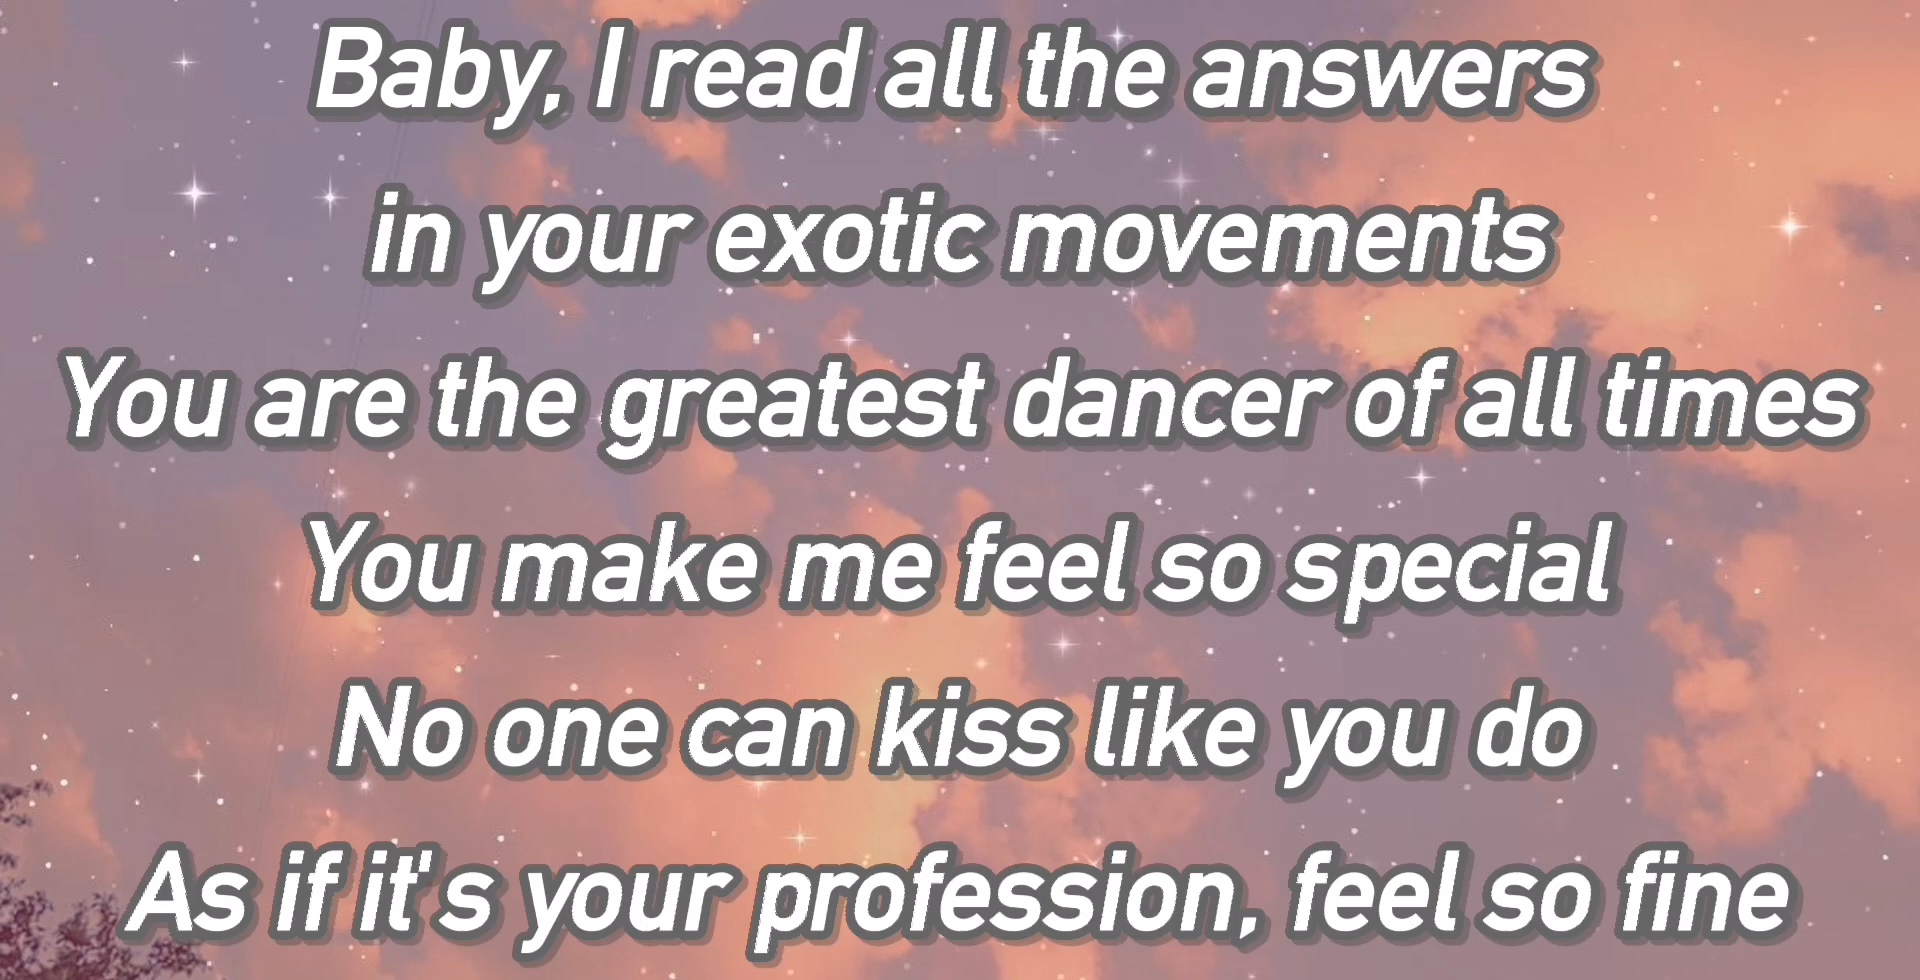 Baby, I read all the answers
in your exotic movements
You are the greatest dancer of all times
You make me feel so special
No one can kiss like you do
As if it's your profession, feel so fine